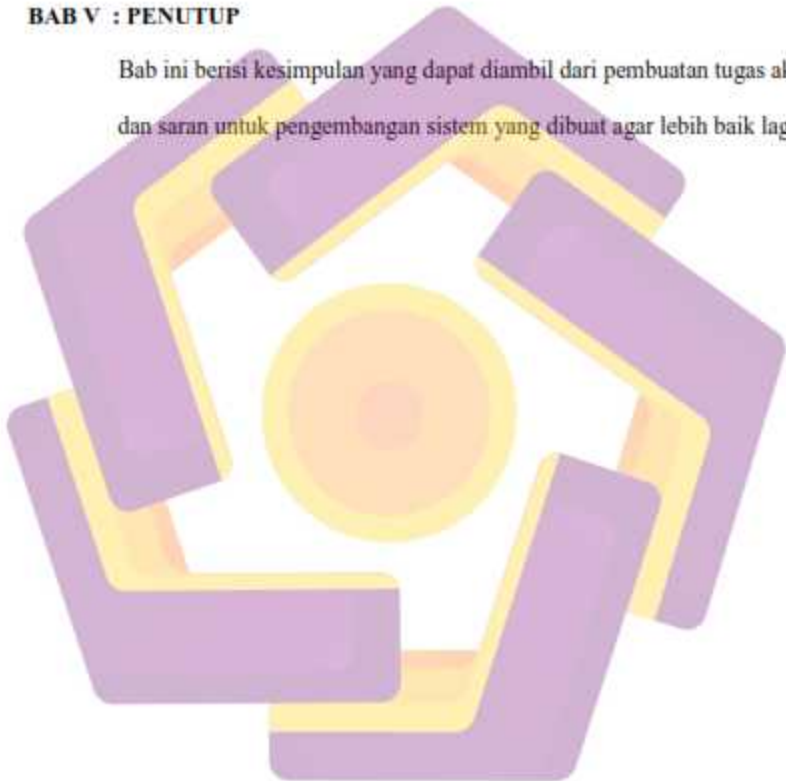 BAB V : PENUTUP
Bab ini berisi kesimpulan yang dapat diambil dari pembuatan tugas
dan saran untuk pengembangan sistem yang dibuat agar lebih baik